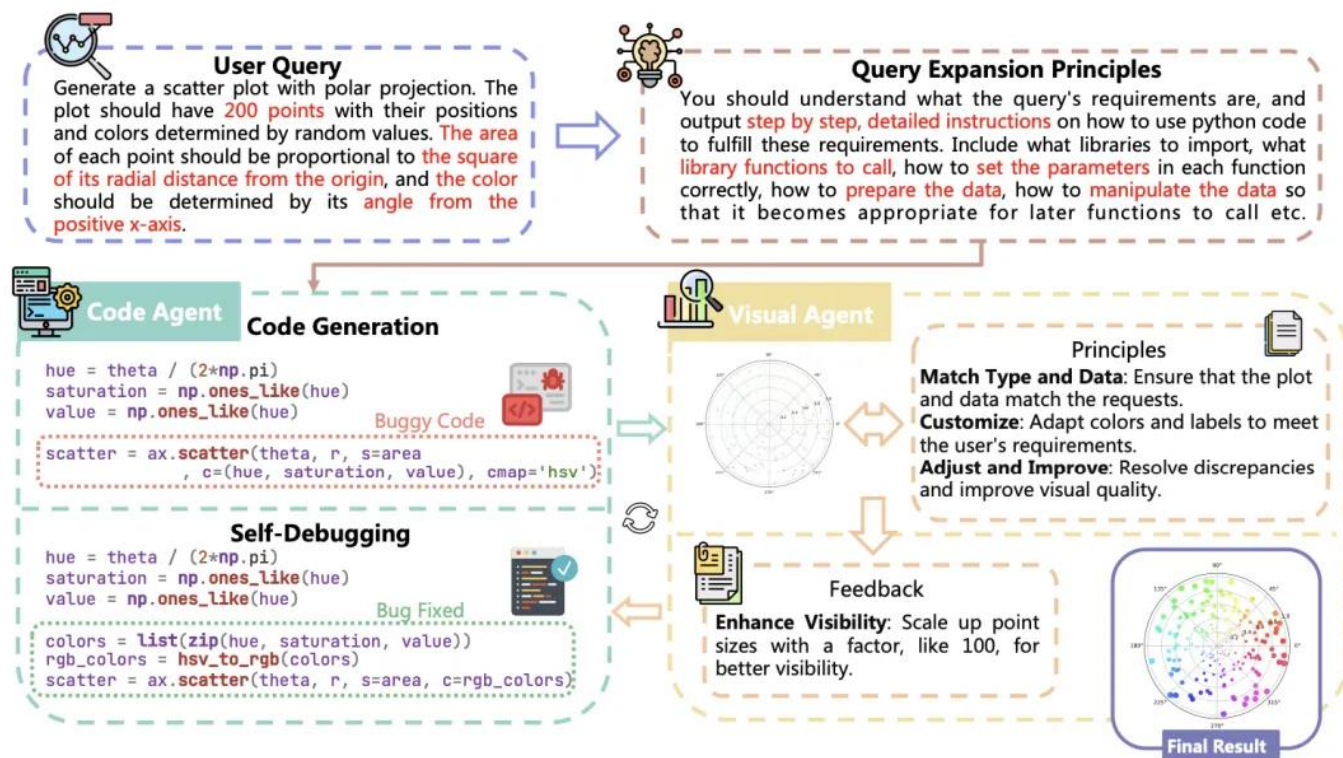 User Query
Generate a scatter plot with polar projection. The
plot should have 200 points with their positions
and colors determined by random values. The area
of each point should be proportional to the square
of its radial distance from the origin, and the color
should be determined by its angle from the
positive x-axis.
Query Expansion Principles
You should understand what the query's requirements are, and
output step by step, detailed instructions on how to use python code
to fulfill these requirements. Include what libraries to import, what
library functions to call, how to set the parameters in each function
correctly, how to prepare the data, how to manipulate the data so
that it becomes appropriate for later functions to call etc.
Code Agent
Code Generation
hue = theta / (2*np.pi)
saturation = np.ones_like(hue)
value = np.ones_like(hue)
Buggy Code
scatter = ax.scatter(theta, r, s=area
, c=(hue, saturation, value), cmap='hsv')
Self-Debugging
hue = theta / (2*np.pi)
saturation = np.ones_like(hue)
value = np.ones_like(hue)
Bug Fixed
colors = list(zip(hue, saturation, value))
rgb_colors = hsv_to_rgb(colors)
scatter = ax.scatter(theta, r, s=area, c=rgb_colors)
Visual Agent
Principles
Match Type and Data: Ensure that the plot
and data match the requests.
Customize: Adapt colors and labels to meet
the user's requirements.
Adjust and Improve: Resolve discrepancies
and improve visual quality.
Feedback
Enhance Visibility: Scale up point
sizes with a factor, like 100, for
better visibility.
90°
135°
45°
180°
0°
225°
315°
270°
Final Result